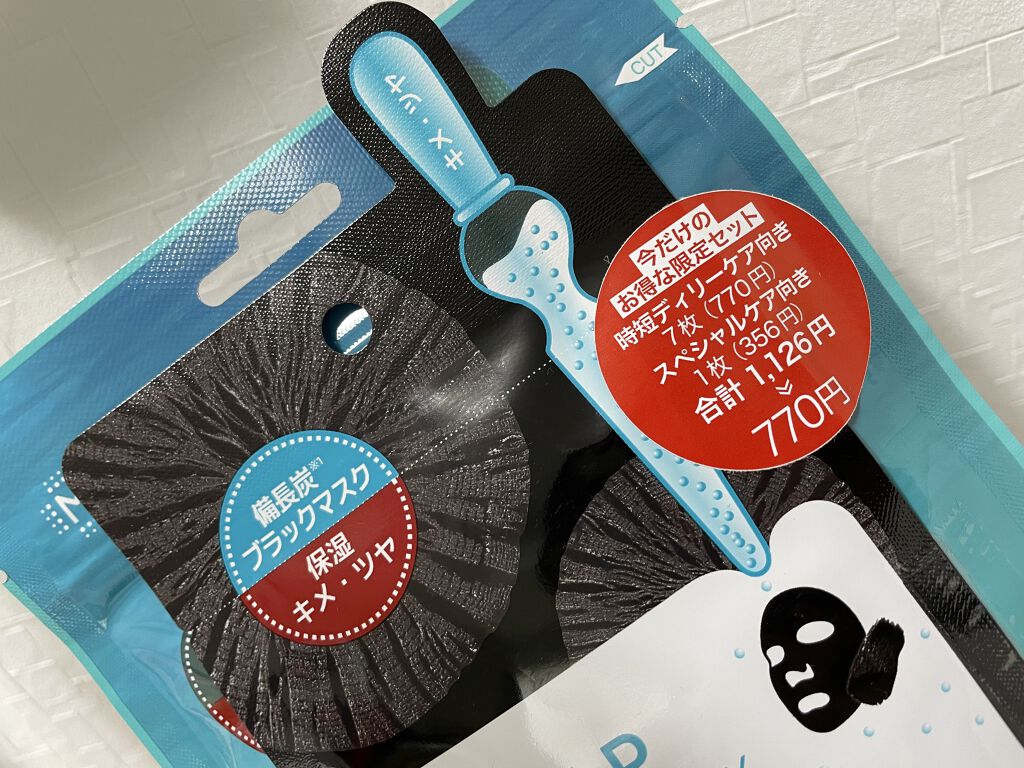 CUT
キメ・ツヤ
今だけの
お得な限定セット
時短ディリーケア向き
7枚(770円)
スペシャルケア向き
1枚(356円)
合計 1,126円
》
770円
備長炭※1
ブラックマスク
保湿
キメ・ツヤ